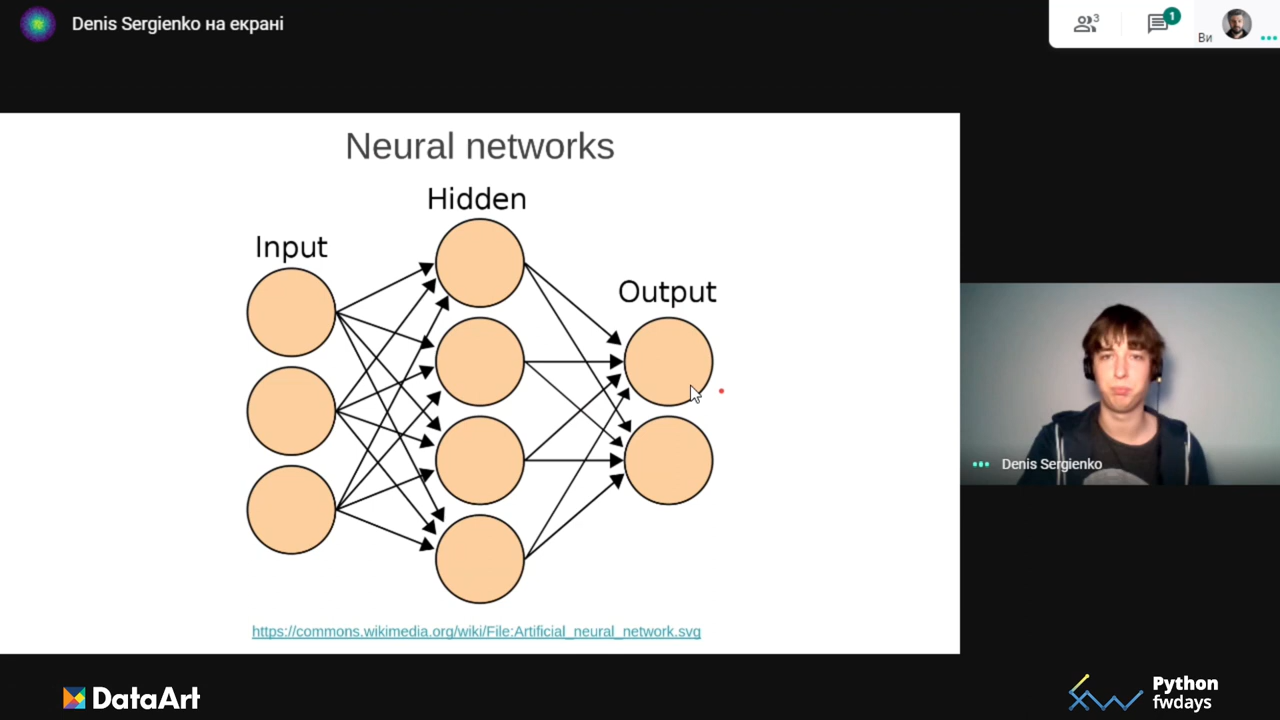 Denis Sergienko на екрані
3
1
Ви
Neural networks
Hidden
Input
Output
Denis Sergienko
https://commons.wikimedia.org/wiki/File:Artificial_neural_network.svg
DataArt
Python
fwdays